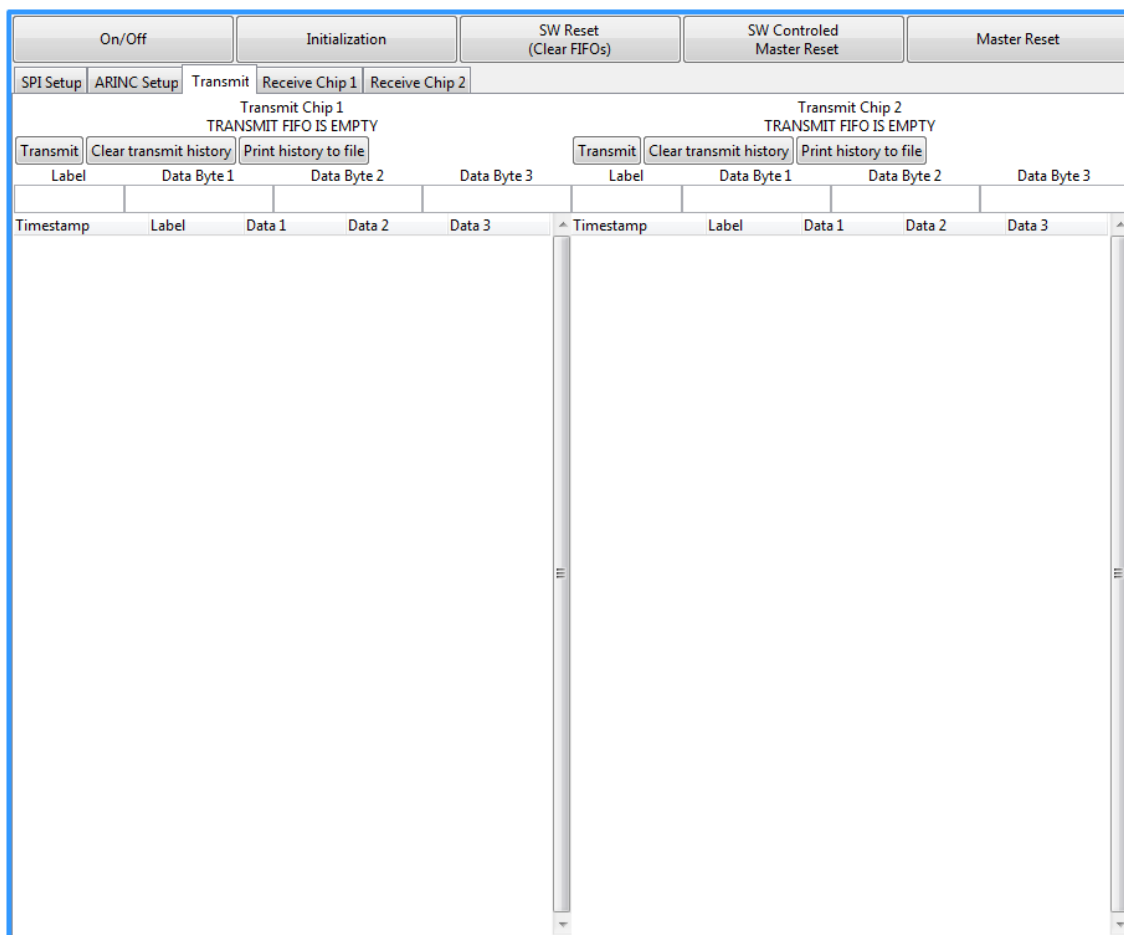 On/Off
Initialization
SW Reset
(Clear FIFOs)
SW Controled
Master Reset
Master Reset
SPI Setup ARINC Setup Transmit Receive Chip 1 Receive Chip 2
Transmit Chip 1
TRANSMIT FIFO IS EMPTY
Transmit Clear transmit history Print history to file
Label Data Byte 1 Data Byte 2 Data Byte 3
Timestamp Label Data 1 Data 2 Data 3
Transmit Chip 2
TRANSMIT FIFO IS EMPTY
Transmit Clear transmit history Print history to file
Label Data Byte 1 Data Byte 2 Data Byte 3
Timestamp Label Data 1 Data 2 Data 3